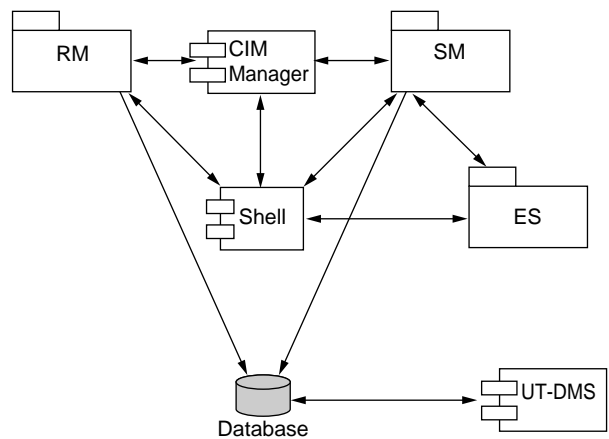 RM
CIM
Manager
SM
Shell
ES
UT-DMS
Database